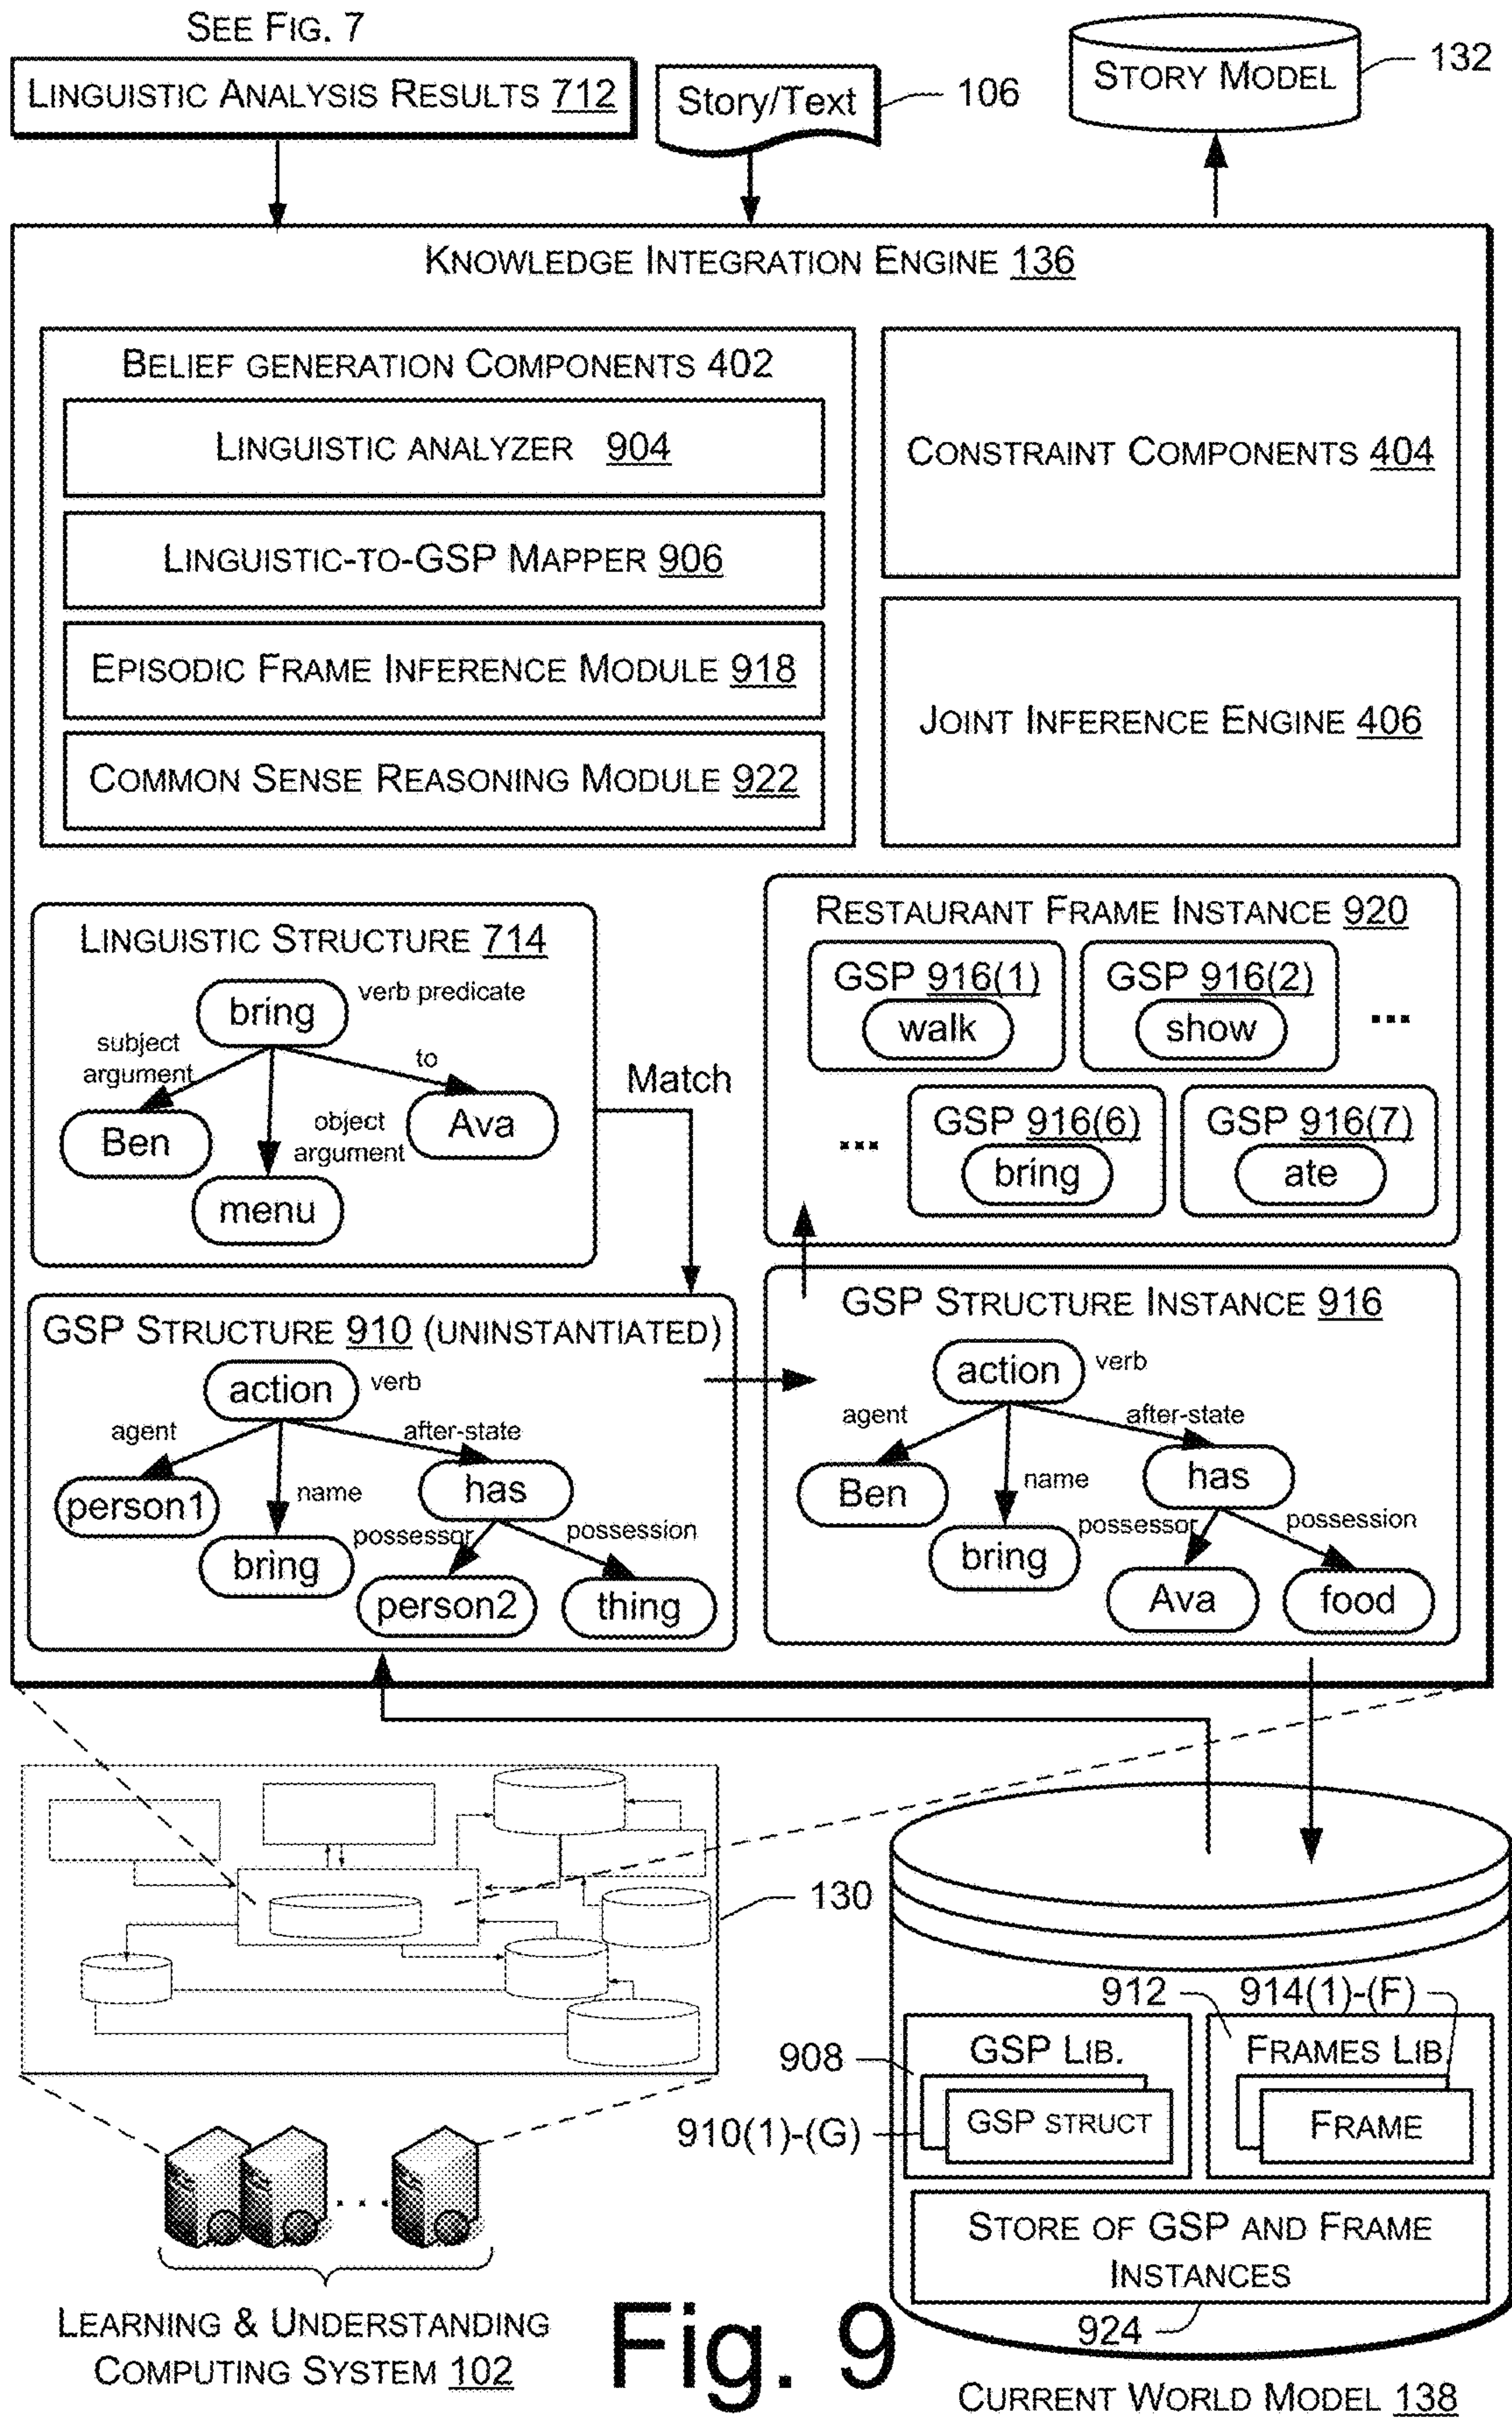 SEE FIG. 7
LINGUISTIC ANALYSIS RESULTS 712
Story/Text
106
STORY MODEL
132
KNOWLEDGE INTEGRATION ENGINE 136
BELIEF GENERATION COMPONENTS 402
LINGUISTIC ANALYZER 904
LINGUISTIC-TO-GSP MAPPER 906
EPISODIC FRAME INFERENCE MODULE 918
COMMON SENSE REASONING MODULE 922
CONSTRAINT COMPONENTS 404
JOINT INFERENCE ENGINE 406
LINGUISTIC STRUCTURE 714
bring
verb predicate
subject
argument
to
Ben
object
argument
Ava
menu
Match
RESTAURANT FRAME INSTANCE 920
GSP 916(1)
walk
GSP 916(2)
show
...
...
GSP 916(6)
bring
GSP 916(7)
ate
GSP STRUCTURE 910 (UNINSTANTIATED)
action
verb
agent
after-state
person1
name
has
bring
possessor
possession
person2
thing
GSP STRUCTURE INSTANCE 916
action
verb
agent
after-state
Ben
name
has
bring
possessor
possession
Ava
food
130
912
914(1)-(F)
908
GSP LIB.
FRAMES LIB.
910(1)-(G)
GSP STRUCT
FRAME
STORE OF GSP AND FRAME
INSTANCES
924
...
LEARNING & UNDERSTANDING
COMPUTING SYSTEM 102
Fig. 9
CURRENT WORLD MODEL 138